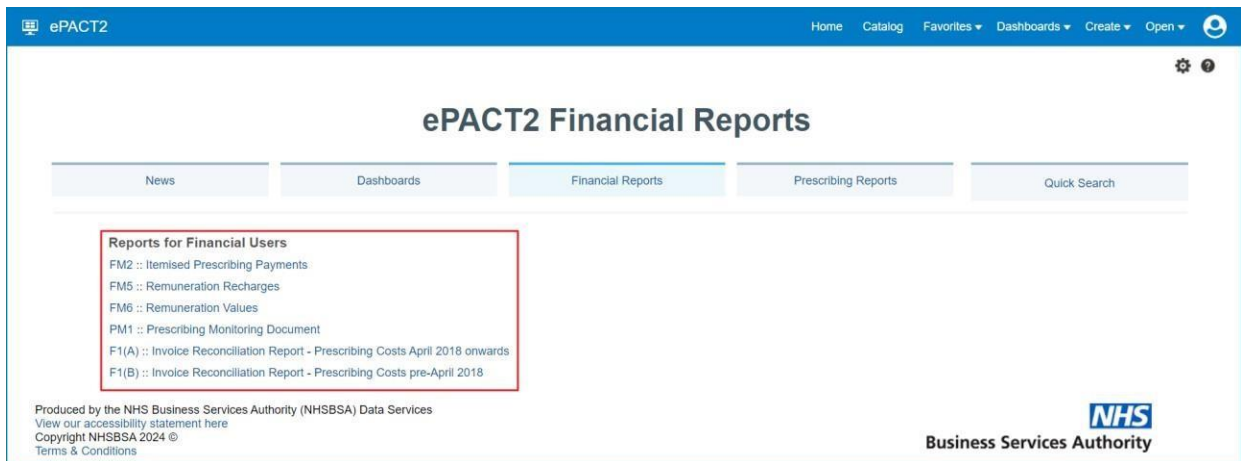 ePACT2
Home Catalog Favorites Dashboards Create Open
ePACT2 Financial Reports
News Dashboards Financial Reports Prescribing Reports Quick Search
Reports for Financial Users
FM2 :: Itemised Prescribing Payments
FM5 :: Remuneration Recharges
FM6 :: Remuneration Values
PM1 :: Prescribing Monitoring Document
F1(A) :: Invoice Reconciliation Report - Prescribing Costs April 2018 onwards
F1(B) :: Invoice Reconciliation Report - Prescribing Costs pre-April 2018
Produced by the NHS Business Services Authority (NHSBSA) Data Services
View our accessibility statement here
Copyright NHSBSA 2024 ©
Terms & Conditions
NHS
Business Services Authority